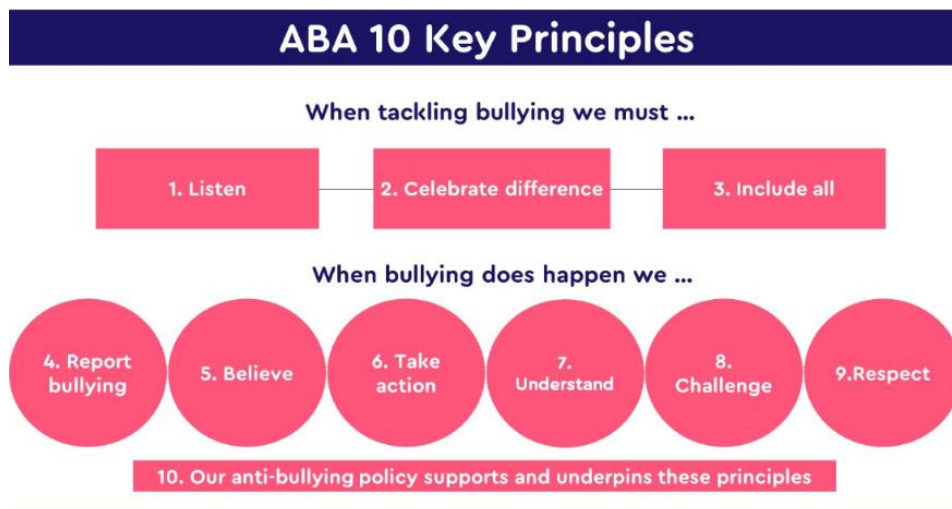 ABA 10 Key Principles
When tackling bullying we must ...
1. Listen
2. Celebrate difference
3. Include all
When bullying does happen we ...
4. Report
bullying
5. Believe
6. Take
action
7.
Understand
8.
Challenge
9.Respect
10. Our anti-bullying policy supports and underpins these principles